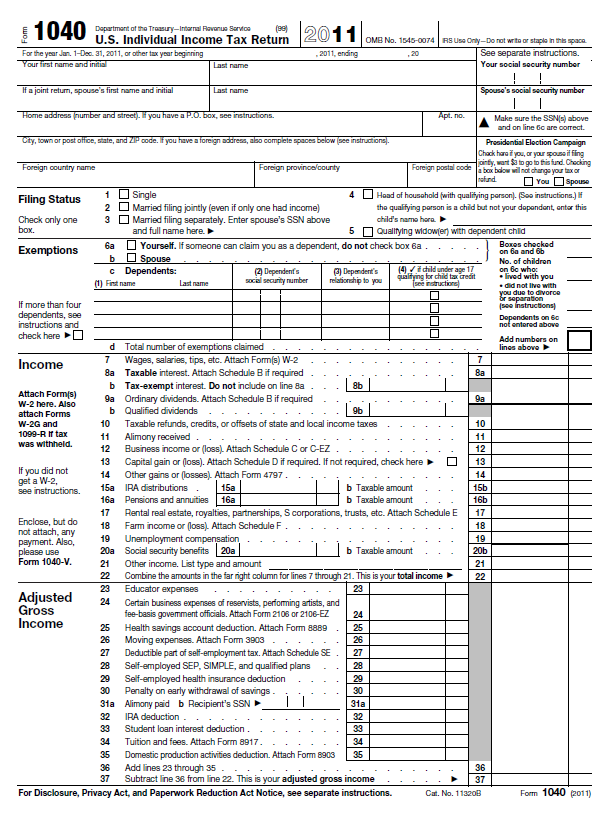 Form 1040 Department of the Treasury—Internal Revenue Service (99) U.S. Individual Income Tax Return 2011 OMB No. 1545-0074 IRS Use Only—Do not write or staple in this space.
For the year Jan. 1–Dec. 31, 2011, or other tax year beginning , 2011, ending , 20 See separate instructions.
Your first name and initial Last name Your social security number
If a joint return, spouse's first name and initial Last name Spouse's social security number
Home address (number and street). If you have a P.O. box, see instructions. Apt. no. ▲ Make sure the SSN(s) above and on line 6c are correct.
City, town or post office, state, and ZIP code. If you have a foreign address, also complete spaces below (see instructions).
Foreign country name Foreign province/county Foreign postal code
Presidential Election Campaign
Check here if you, or your spouse if filing
jointly, want $3 to go to this fund. Checking
a box below will not change your tax or
refund. You Spouse
Filing Status
Check only one
box.
1 Single
2 Married filing jointly (even if only one had income)
3 Married filing separately. Enter spouse's SSN above
and full name here. ►
4 Head of household (with qualifying person). (See instructions.) If
the qualifying person is a child but not your dependent, enter this
child's name here. ►
5 Qualifying widow(er) with dependent child
Exemptions
6a Yourself. If someone can claim you as a dependent, do not check box 6a
b Spouse
c Dependents:
(1) First name Last name
(2) Dependent's
social security number
(3) Dependent's
relationship to you
(4) ✓ if child under age 17
qualifying for child tax credit
(see instructions)
If more than four
dependents, see
instructions and
check here ►
d Total number of exemptions claimed
Boxes checked
on 6a and 6b
No. of children
on 6c who:
• lived with you
• did not live with
you due to divorce
or separation
(see instructions)
Dependents on 6c
not entered above
Add numbers on
lines above ►
Income
Attach Form(s)
W-2 here. Also
attach Forms
W-2G and
1099-R if tax
was withheld.
If you did not
get a W-2,
see instructions.
Enclose, but do
not attach, any
payment. Also,
please use
Form 1040-V.
7 Wages, salaries, tips, etc. Attach Form(s) W-2 7
8a Taxable interest. Attach Schedule B if required 8a
b Tax-exempt interest. Do not include on line 8a 8b
9a Ordinary dividends. Attach Schedule B if required 9a
b Qualified dividends 9b
10 Taxable refunds, credits, or offsets of state and local income taxes 10
11 Alimony received 11
12 Business income or (loss). Attach Schedule C or C-EZ 12
13 Capital gain or (loss). Attach Schedule D if required. If not required, check here ► 13
14 Other gains or (losses). Attach Form 4797 14
15a IRA distributions 15a b Taxable amount 15b
16a Pensions and annuities 16a b Taxable amount 16b
17 Rental real estate, royalties, partnerships, S corporations, trusts, etc. Attach Schedule E 17
18 Farm income or (loss). Attach Schedule F 18
19 Unemployment compensation 19
20a Social security benefits 20a b Taxable amount 20b
21 Other income. List type and amount 21
22 Combine the amounts in the far right column for lines 7 through 21. This is your total income ► 22
Adjusted
Gross
Income
23 Educator expenses 23
24 Certain business expenses of reservists, performing artists, and
fee-basis government officials. Attach Form 2106 or 2106-EZ 24
25 Health savings account deduction. Attach Form 8889 25
26 Moving expenses. Attach Form 3903 26
27 Deductible part of self-employment tax. Attach Schedule SE 27
28 Self-employed SEP, SIMPLE, and qualified plans 28
29 Self-employed health insurance deduction 29
30 Penalty on early withdrawal of savings 30
31a Alimony paid b Recipient's SSN ► 31a
32 IRA deduction 32
33 Student loan interest deduction 33
34 Tuition and fees. Attach Form 8917 34
35 Domestic production activities deduction. Attach Form 8903 35
36 Add lines 23 through 35 36
37 Subtract line 36 from line 22. This is your adjusted gross income ► 37
For Disclosure, Privacy Act, and Paperwork Reduction Act Notice, see separate instructions. Cat. No. 11320B Form 1040 (2011)